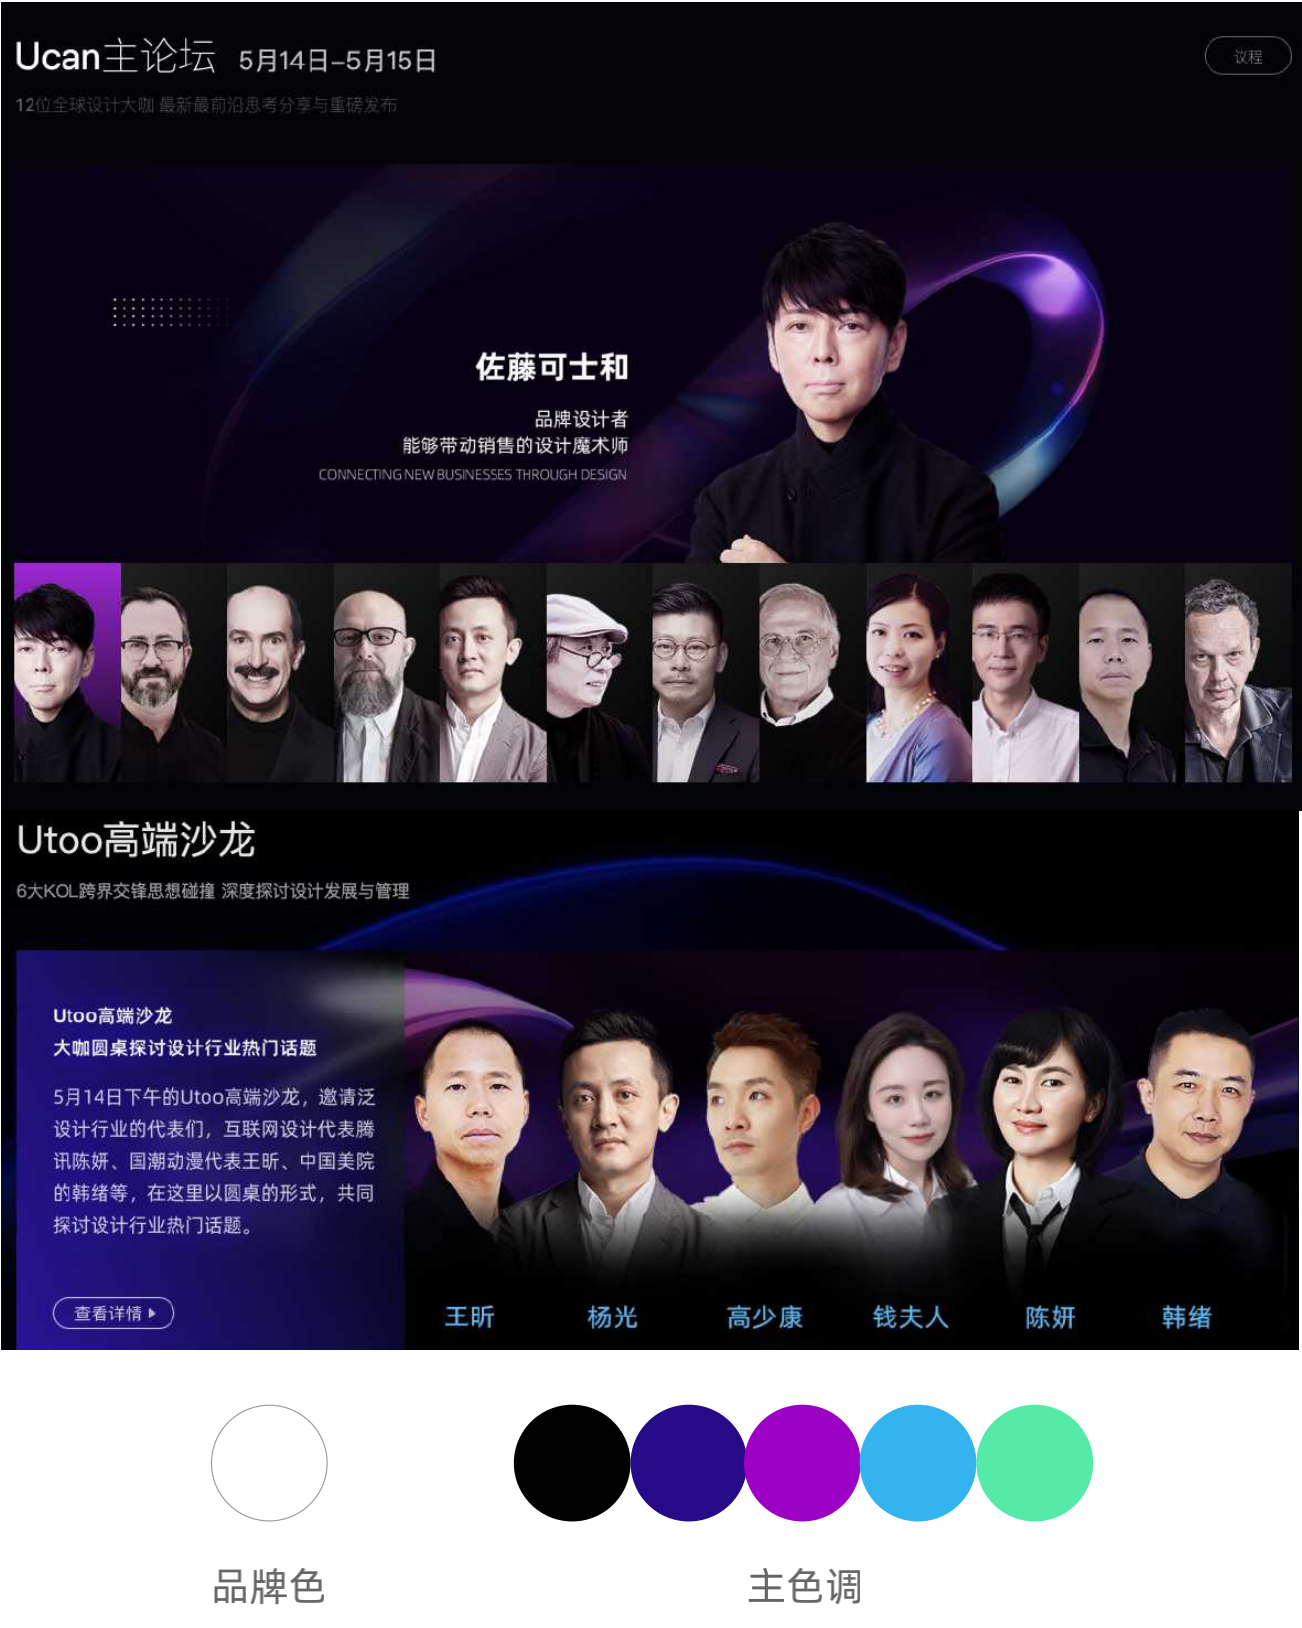 Ucan主论坛 5月14日-5月15日
议程
12位全球设计大咖 最新最前沿思考分享与重磅发布
佐藤可士和
品牌设计者
能够带动销售的设计魔术师
CONNECTING NEW BUSINESSES THROUGH DESIGN
Utoo高端沙龙
6大KOL跨界交锋思想碰撞 深度探讨设计发展与管理
Utoo高端沙龙
大咖圆桌探讨设计行业热门话题
5月14日下午的Utoo高端沙龙，邀请泛
设计行业的代表们，互联网设计代表腾
讯陈妍、国潮动漫代表王昕、中国美院
的韩绪等，在这里以圆桌的形式，共同
探讨设计行业热门话题。
查看详情
王昕 杨光 高少康 钱夫人 陈妍 韩绪
品牌色 主色调